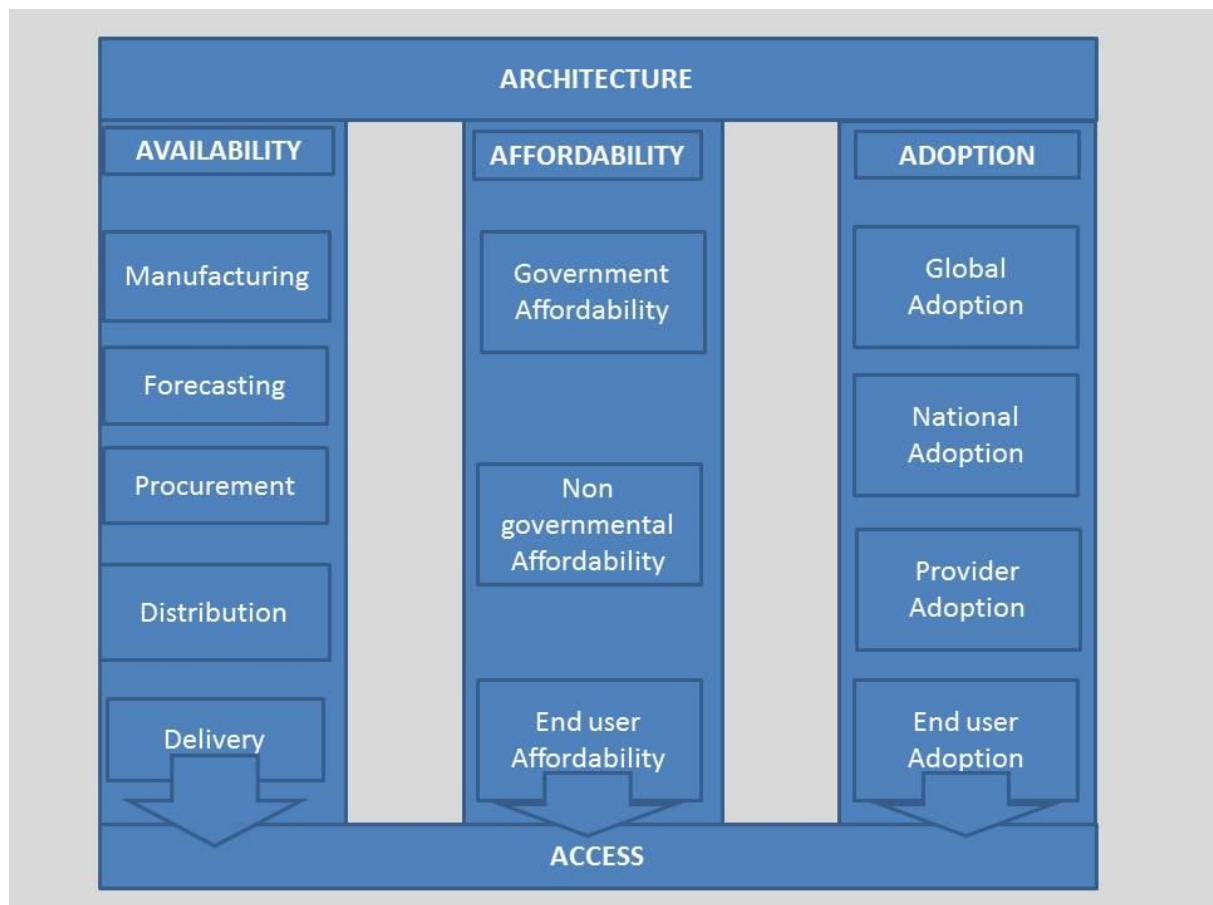 ARCHITECTURE
AVAILABILITY
Manufacturing
Forecasting
Procurement
Distribution
Delivery
AFFORDABILITY
Government
Affordability
Non
governmental
Affordability
End user
Affordability
ADOPTION
Global
Adoption
National
Adoption
Provider
Adoption
End user
Adoption
ACCESS